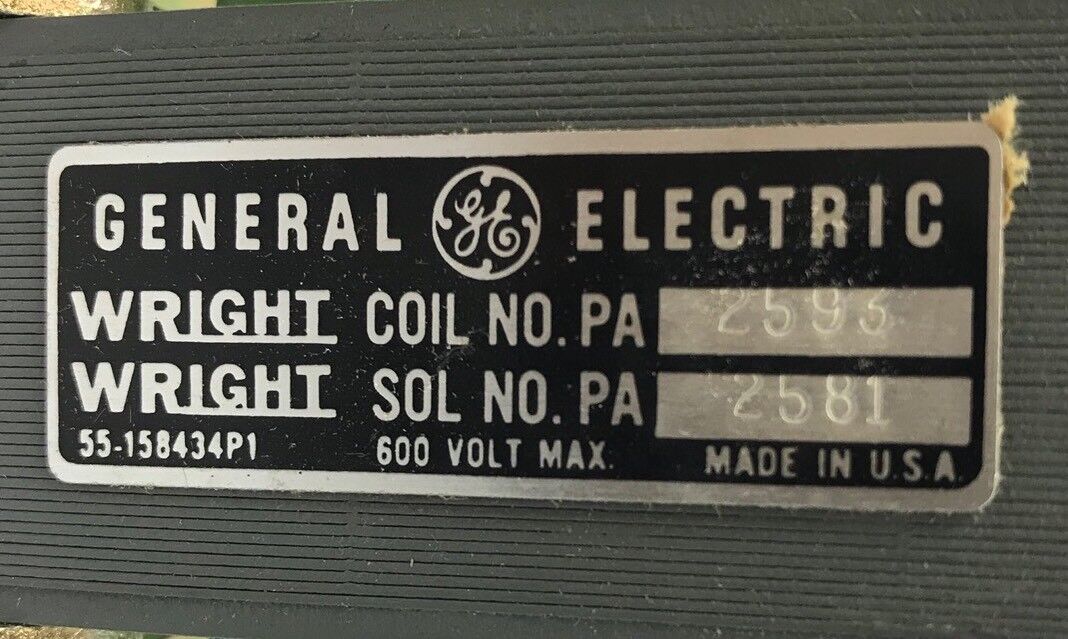 GENERAL GE ELECTRIC
WRIGHT COIL NO. PA 2593
WRIGHT SOL NO. PA 2581
55-158434P1 600 VOLT MAX. MADE IN U.S.A.